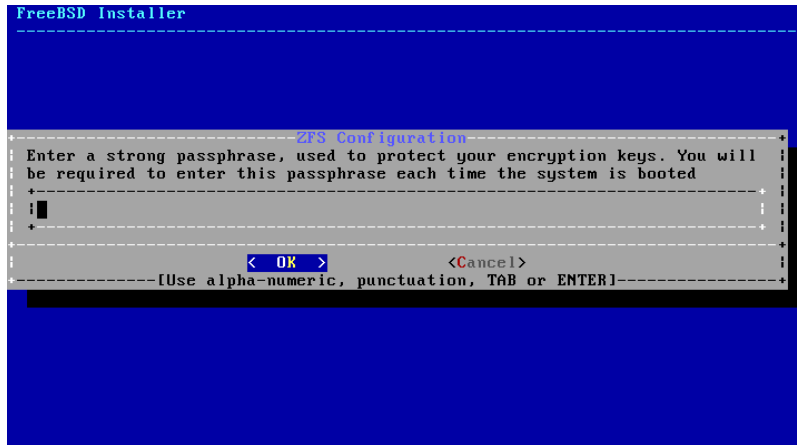 FreeBSD Installer
ZFS Configuration
Enter a strong passphrase, used to protect your encryption keys. You will
be required to enter this passphrase each time the system is booted
< OK > <Cancel>
[Use alpha-numeric, punctuation, TAB or ENTER]